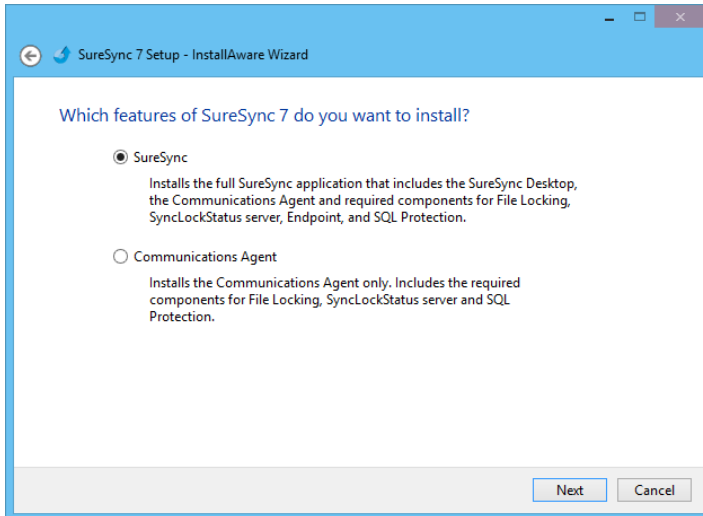 SureSync 7 Setup - InstallAware Wizard
Which features of SureSync 7 do you want to install?
SureSync
Installs the full SureSync application that includes the SureSync Desktop,
the Communications Agent and required components for File Locking,
SyncLockStatus server, Endpoint, and SQL Protection.
Communications Agent
Installs the Communications Agent only. Includes the required
components for File Locking, SyncLockStatus server and SQL
Protection.
Next Cancel